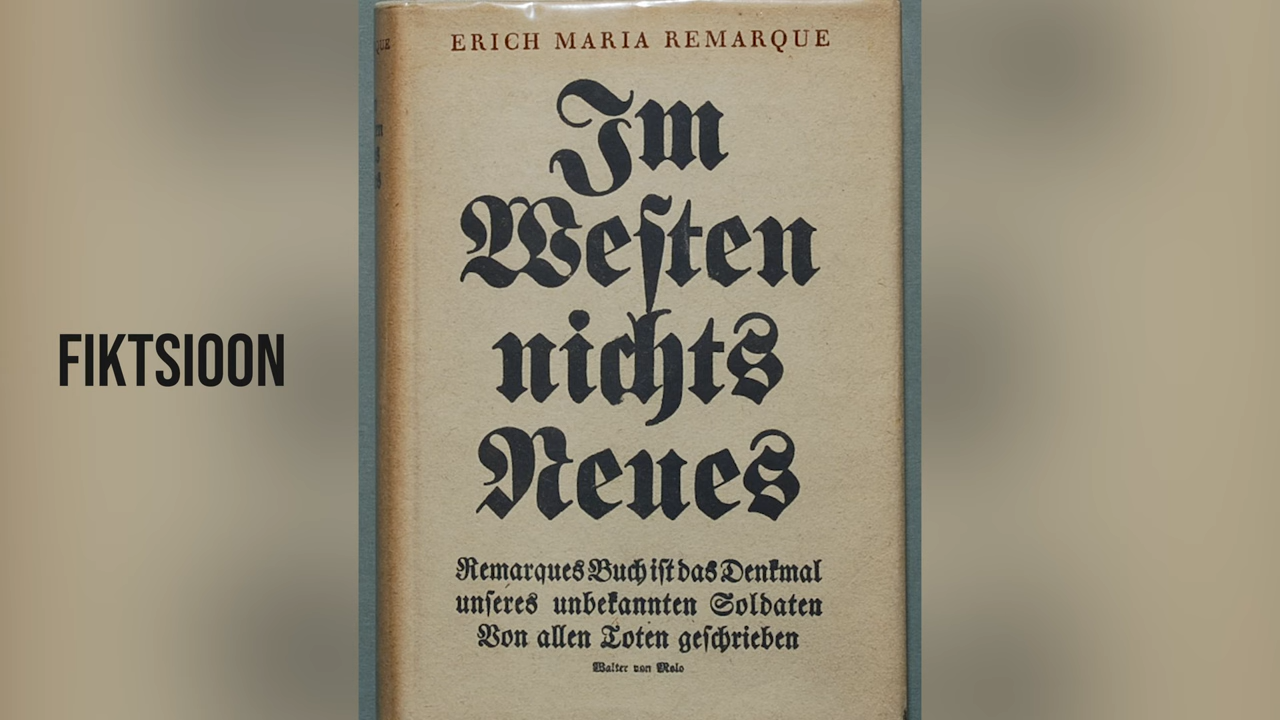 ERICH MARIA REMARQUE
Im
Westen
nichts
Neues
FIKTSIOON
Remarques Buch ist das Denkmal
unseres unbekannten Soldaten
Von allen Toten geschrieben
Walter von Molo